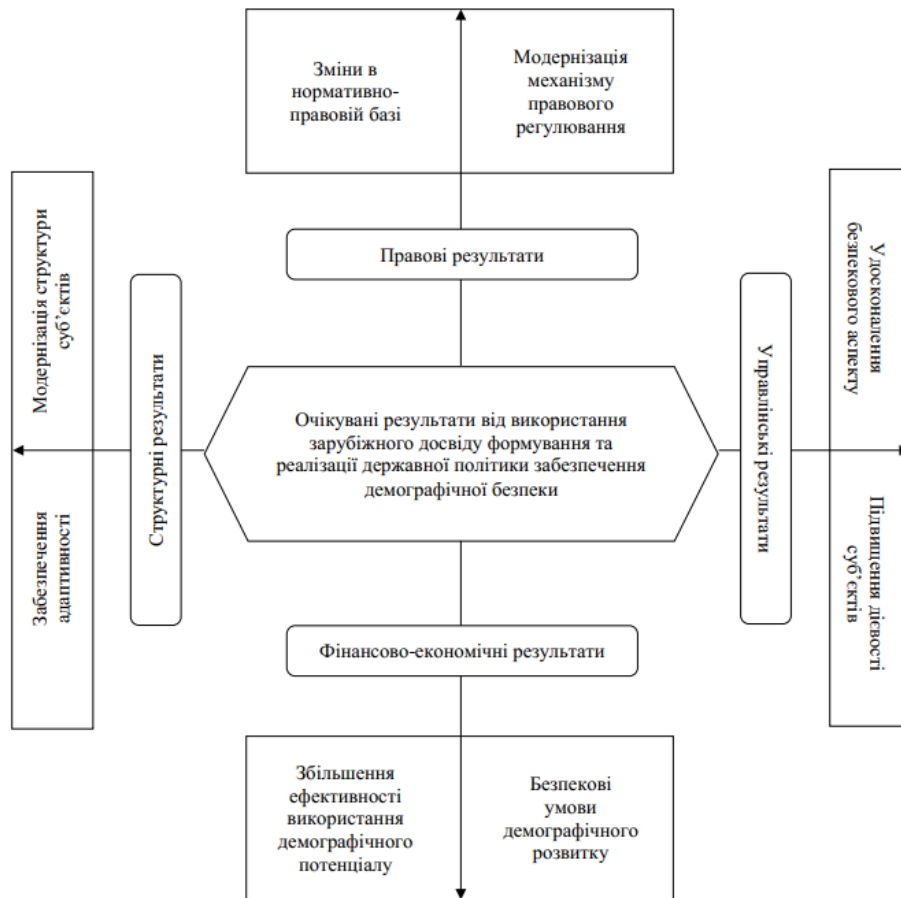 Зміни в
нормативно-
правовій базі
Модернізація
механізму
правового
регулювання
Правові результати
Модернізація структури
суб’єктів
Забезпечення
адаптивності
Структурні результати
Очікувані результати від використання
зарубіжного досвіду формування та
реалізації державної політики забезпечення
демографічної безпеки
Управлінські результати
Удосконалення
безпекового аспекту
Підвищення дієвості
суб’єктів
Фінансово-економічні результати
Збільшення
ефективності
використання
демографічного
потенціалу
Безпекові
умови
демографічного
розвитку